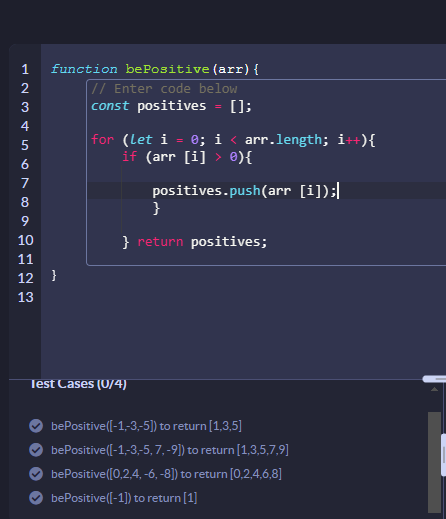 1 function bePositive(arr){
2 // Enter code below
3 const positives = [];
4
5 for (let i = 0; i < arr.length; i++){
6 if (arr [i] > 0){
7
8 positives.push(arr [i]);
9 }
10
11 } return positives;
12 }
13
Test Cases (0/4)
bePositive([-1,-3,-5]) to return [1,3,5]
bePositive([-1,-3,-5, 7, -9]) to return [1,3,5,7,9]
bePositive([0,2,4, -6, -8]) to return [0,2,4,6,8]
bePositive([-1]) to return [1]